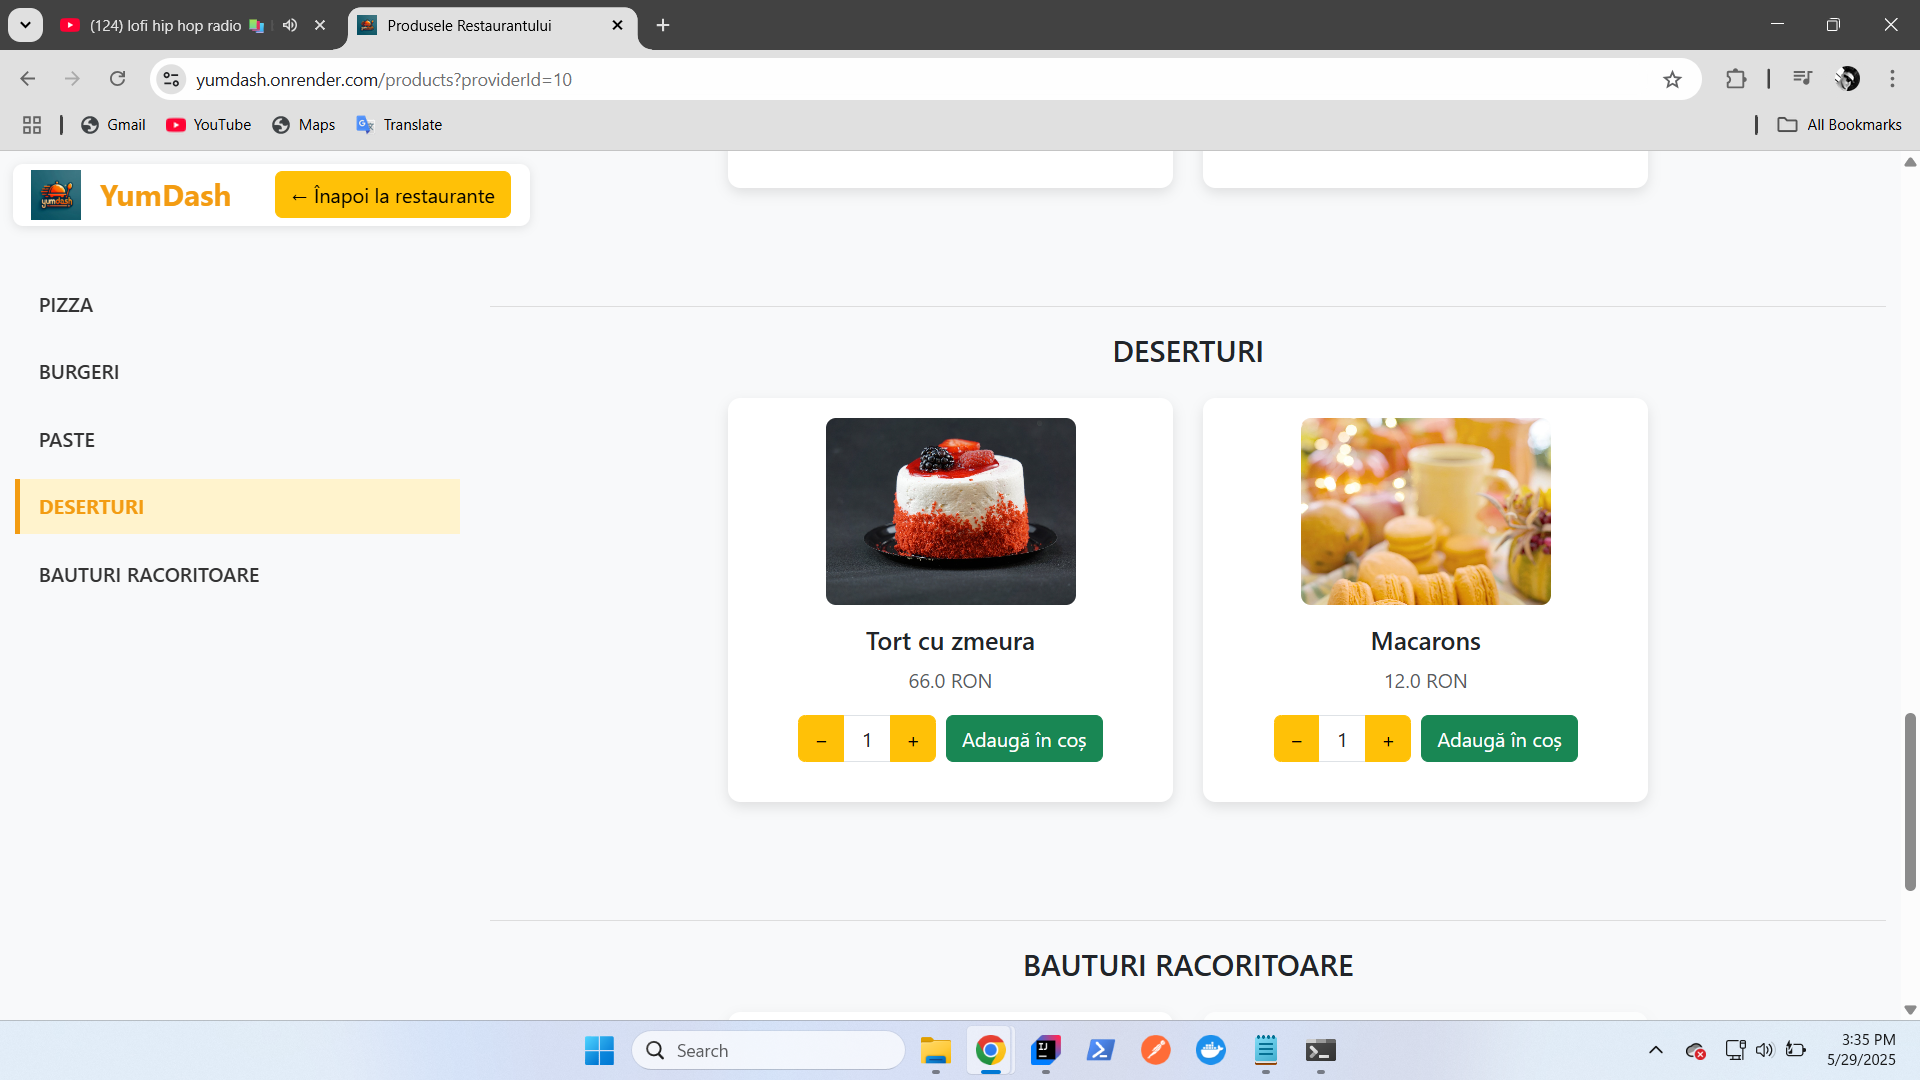 (124) lofi hip hop radio 📚
Produsele Restaurantului
yumdash.onrender.com/products?providerId=10
Gmail
YouTube
Maps
Translate
All Bookmarks
yumdash
YumDash
← Înapoi la restaurante
PIZZA
BURGERI
PASTE
DESERTURI
BAUTURI RACORITOARE
DESERTURI
Tort cu zmeura
66.0 RON
– 1 + Adaugă în coș
Macarons
12.0 RON
– 1 + Adaugă în coș
BAUTURI RACORITOARE
Search
3:35 PM
5/29/2025